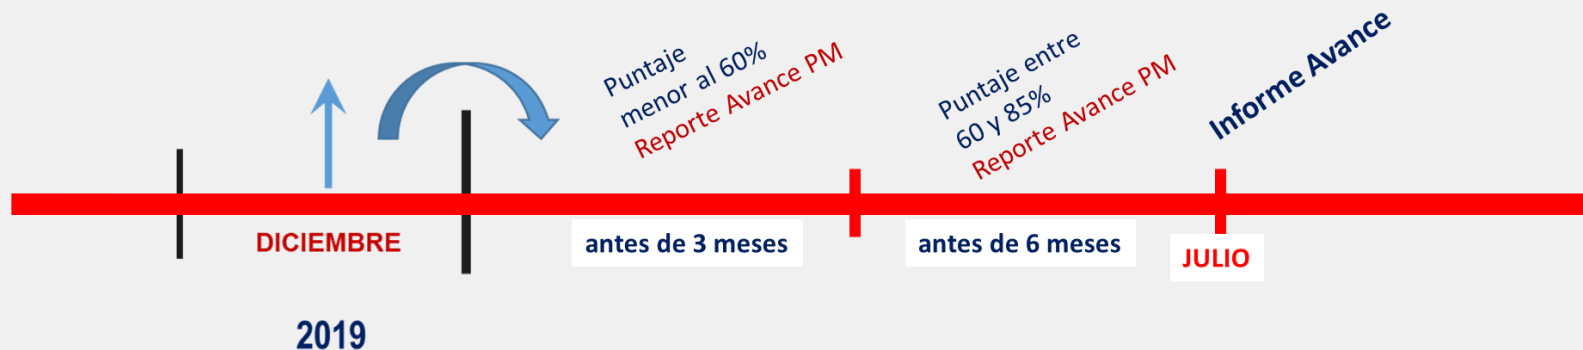 Puntaje
menor al 60%
Reporte Avance PM
Puntaje entre
60 y 85%
Reporte Avance PM
Informe Avance
DICIEMBRE
antes de 3 meses
antes de 6 meses
JULIO
2019